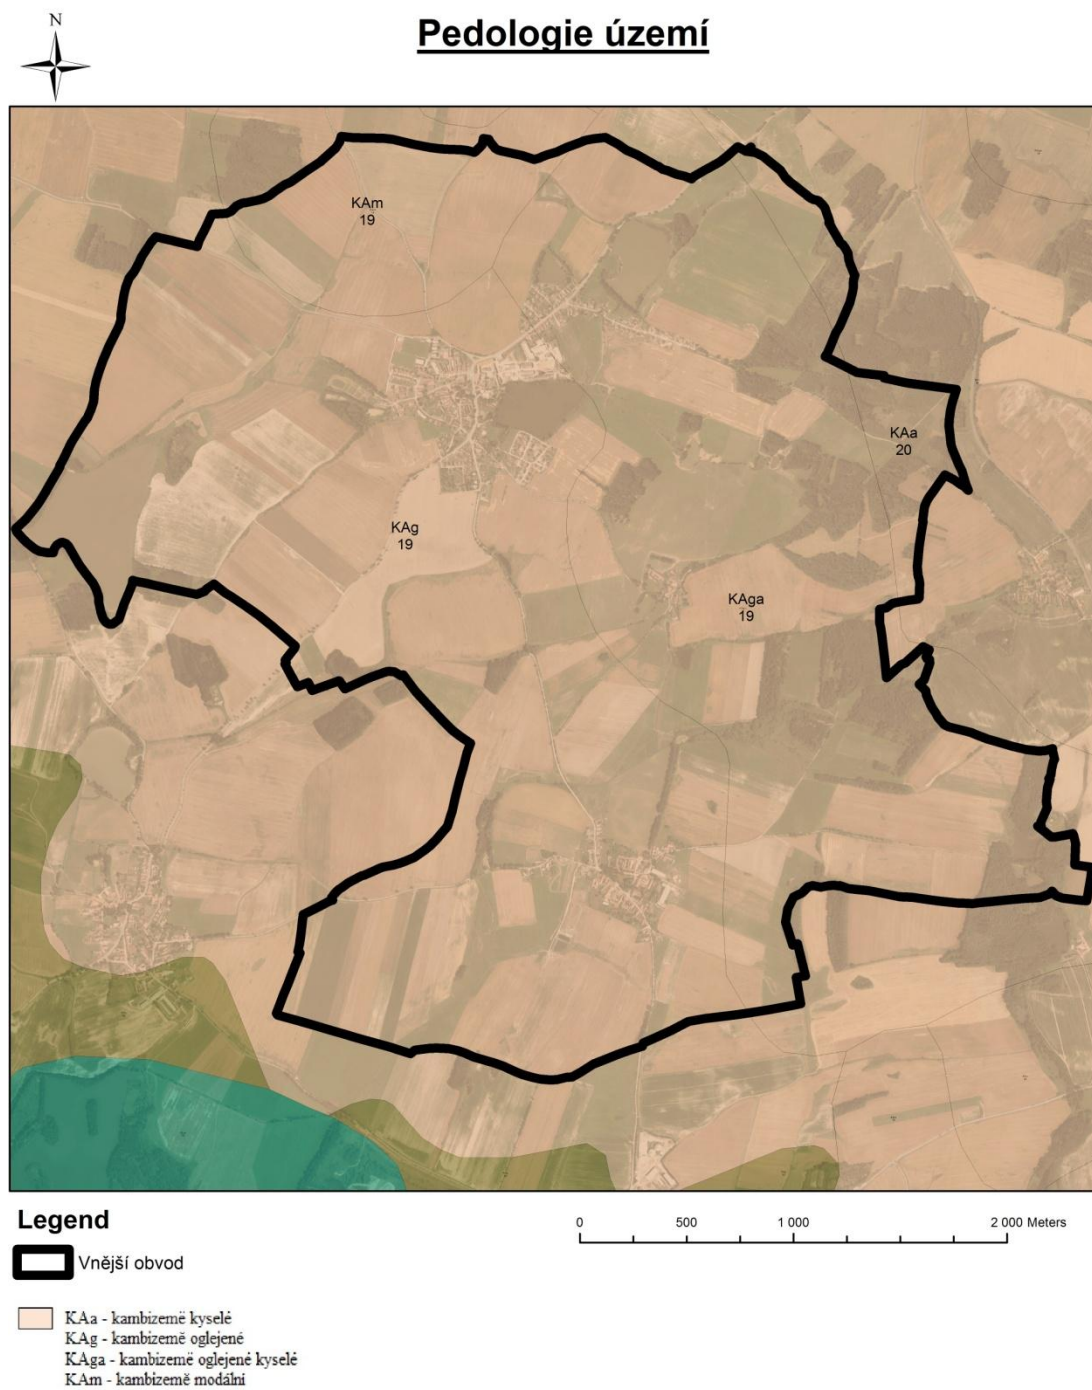 N
Pedologie území
KAm
19
KAa
20
KAg
19
KAga
19
Legend
Vnější obvod
0 500 1 000 2 000 Meters
KAa - kambizemě kyselé
KAg - kambizemě oglejené
KAga - kambizemě oglejené kyselé
KAm - kambizemě modální